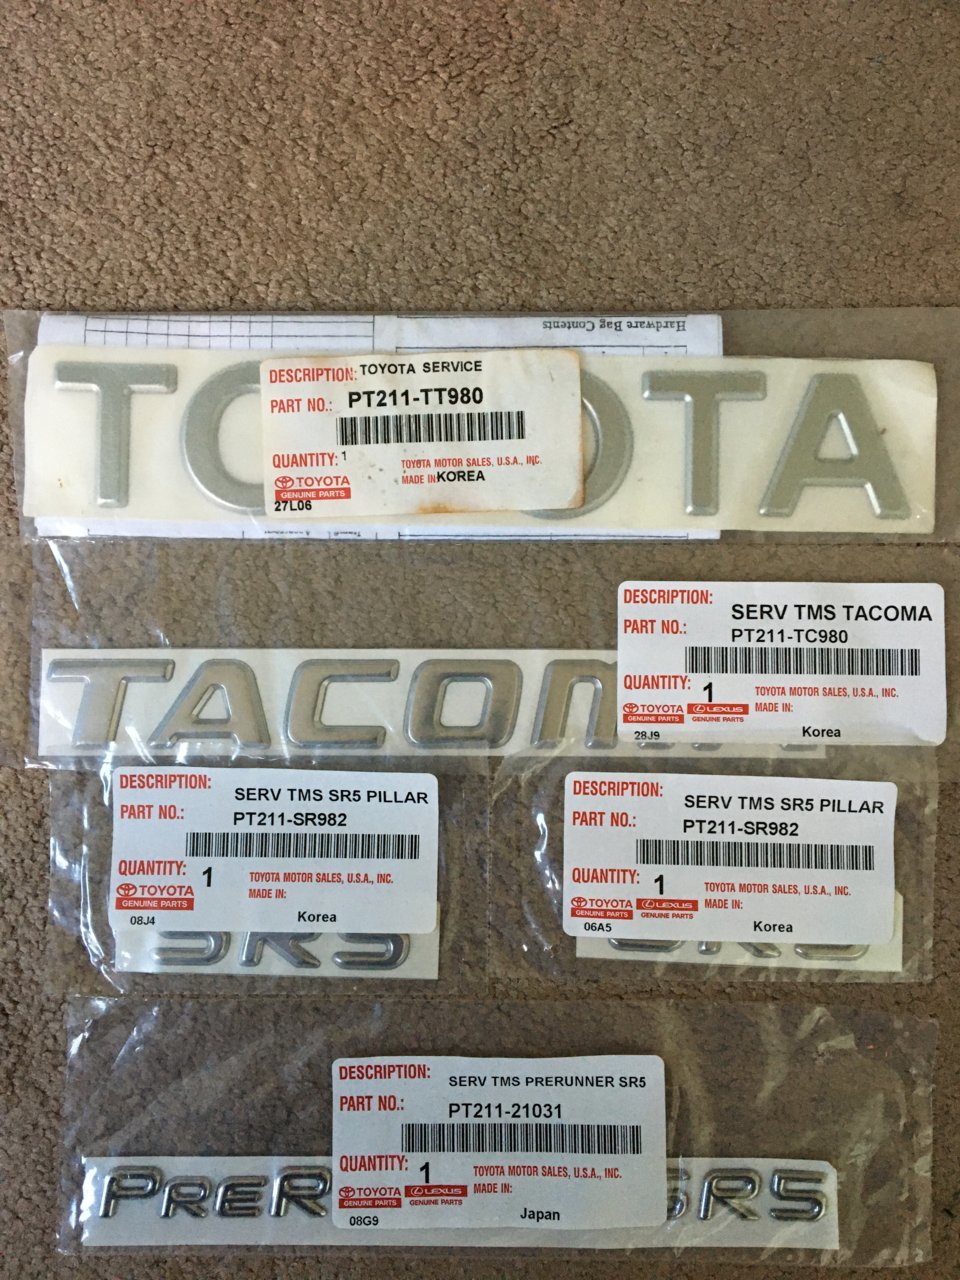 Hardware Bag Contents
TOYOTA
DESCRIPTION: TOYOTA SERVICE
PART NO.: PT211-TT980
QUANTITY: 1
TOYOTA MOTOR SALES, U.S.A., INC.
MADE IN: KOREA
TOYOTA
GENUINE PARTS
27L06
TACOMA
DESCRIPTION:
SERV TMS TACOMA
PART NO.: PT211-TC980
QUANTITY: 1
TOYOTA MOTOR SALES, U.S.A., INC.
MADE IN:
TOYOTA LEXUS
GENUINE PARTS GENUINE PARTS
28J9 Korea
DESCRIPTION:
SERV TMS SR5 PILLAR
PART NO.: PT211-SR982
QUANTITY: 1
TOYOTA MOTOR SALES, U.S.A., INC.
MADE IN:
TOYOTA
GENUINE PARTS
08J4 Korea
SR5
DESCRIPTION:
SERV TMS SR5 PILLAR
PART NO.: PT211-SR982
QUANTITY: 1
TOYOTA MOTOR SALES, U.S.A., INC.
MADE IN:
TOYOTA LEXUS
GENUINE PARTS GENUINE PARTS
06A5 Korea
SR5
DESCRIPTION:
SERV TMS PRERUNNER SR5
PART NO.: PT211-21031
QUANTITY: 1
TOYOTA MOTOR SALES, U.S.A., INC.
MADE IN:
TOYOTA LEXUS
GENUINE PARTS GENUINE PARTS
08G9 Japan
PRER SR5